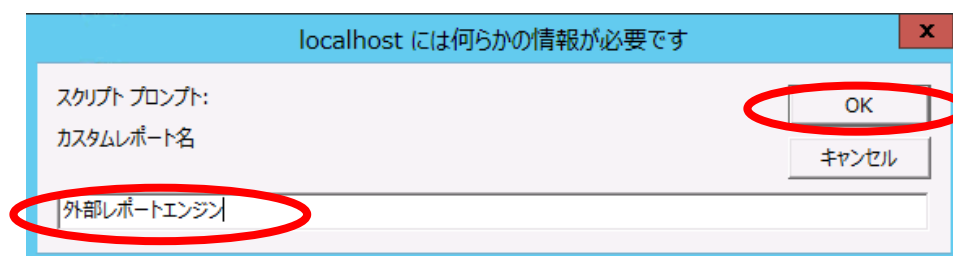 localhost には何らかの情報が必要です
x
スクリプト プロンプト:
OK
カスタムレポート名
キャンセル
外部レポートエンジン